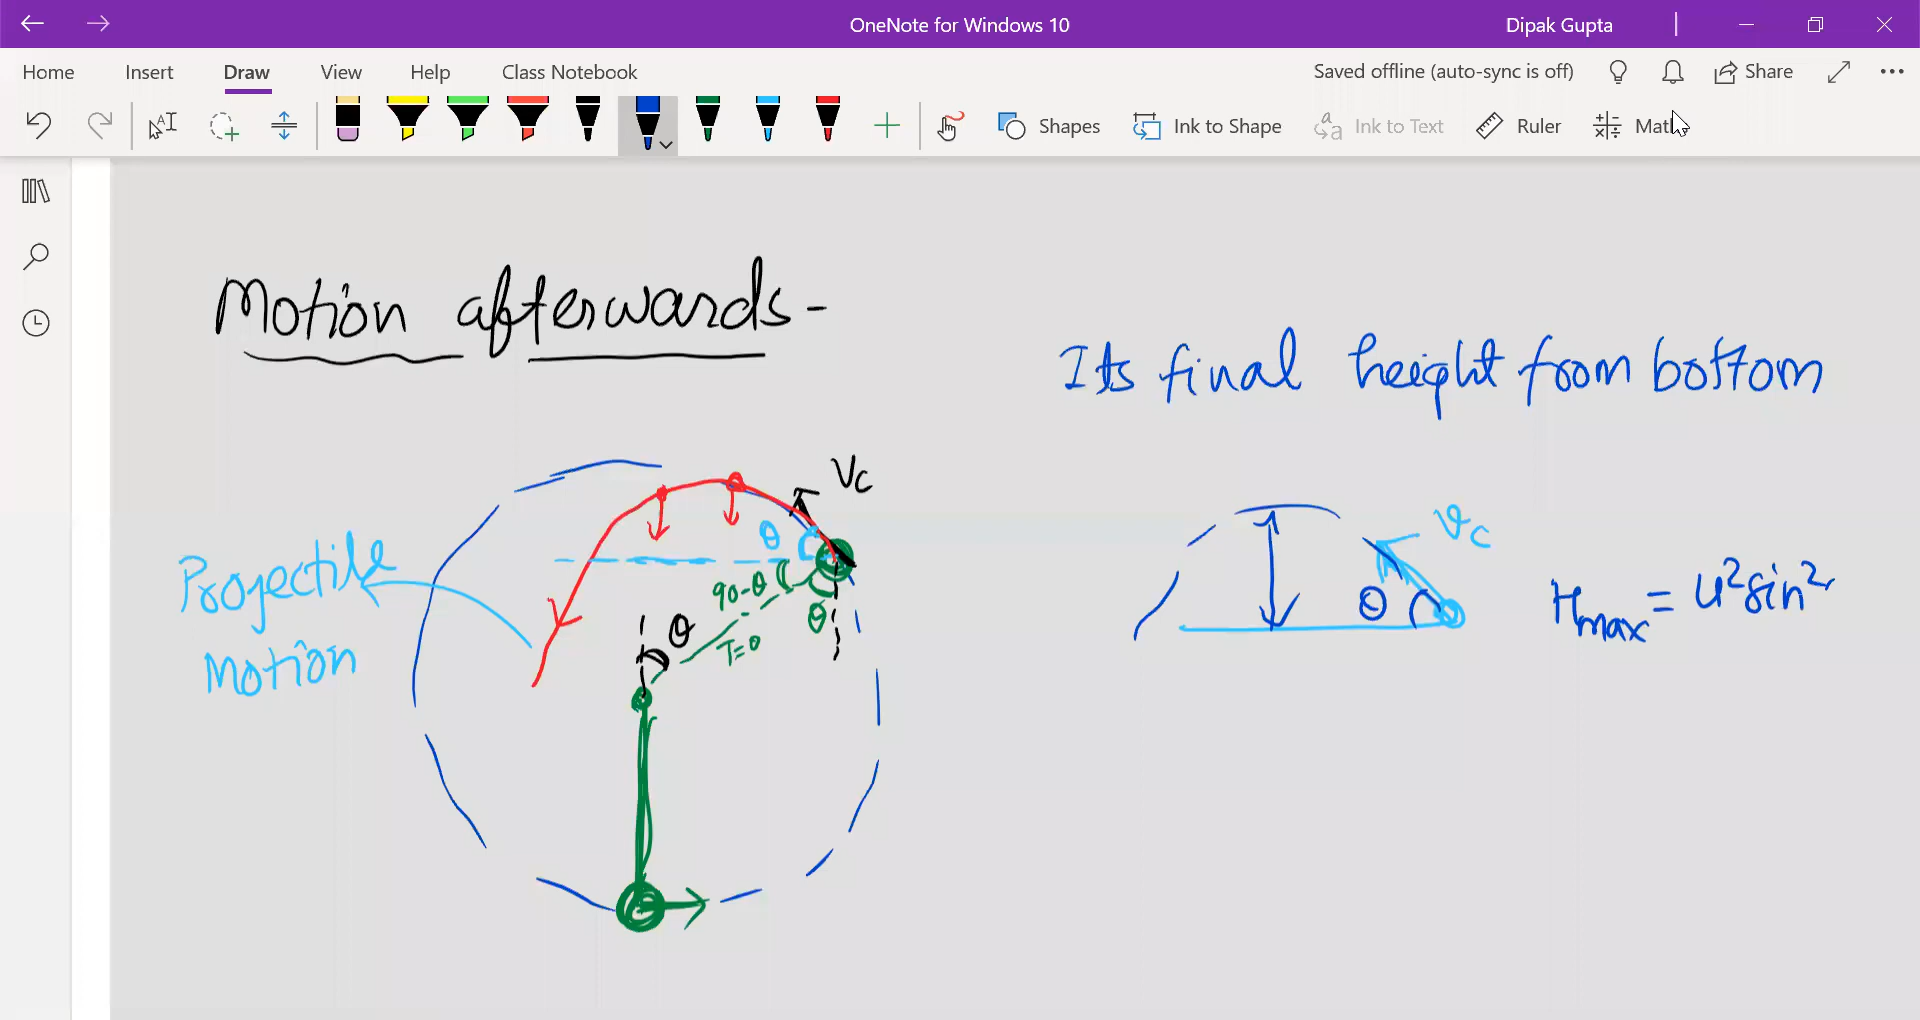 OneNote for Windows 10
Dipak Gupta
Home Insert Draw View Help Class Notebook
Saved offline (auto-sync is off) Share
Shapes Ink to Shape Ink to Text Ruler Math
Motion afterwards -
Its final height from bottom
Vc
θ
Projectile
Motion
90-θ
θ
θ
T=0
vc
θ
Hmax = u²sin²